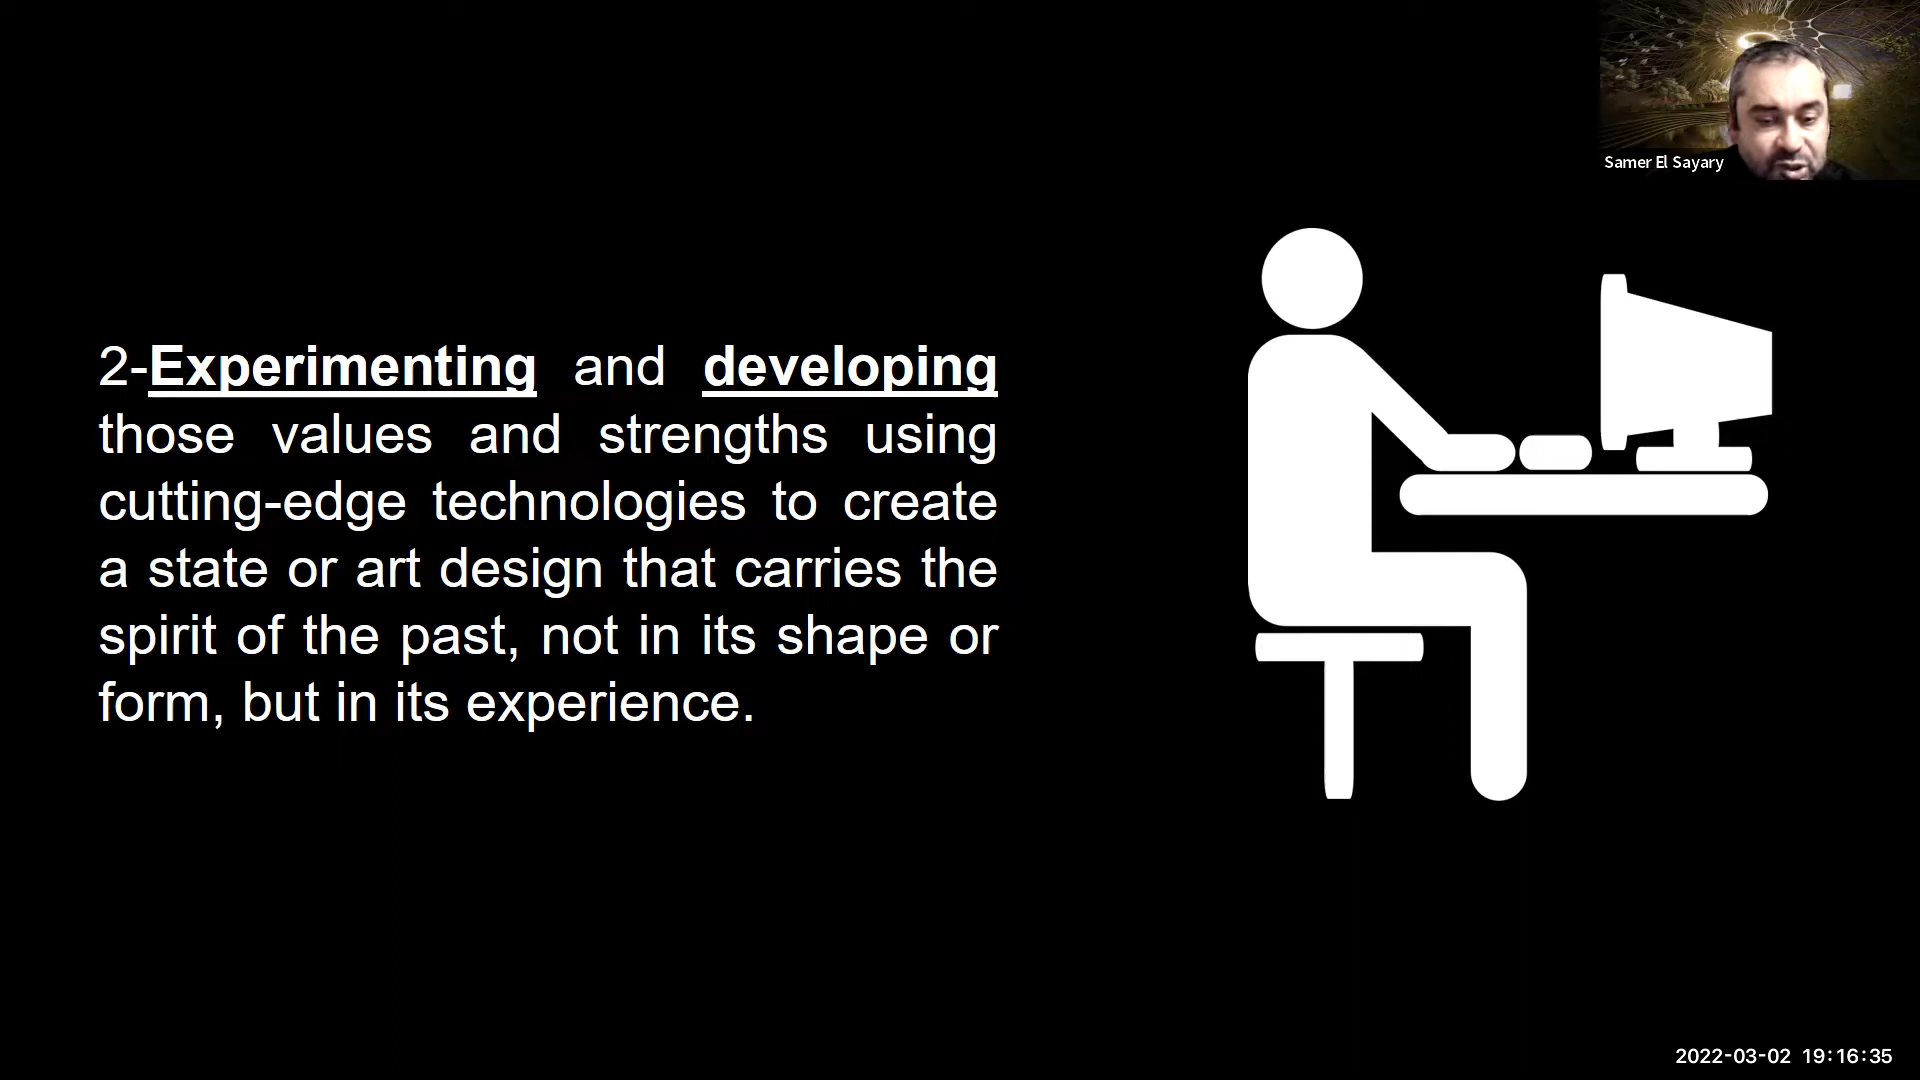 Samer El Sayary
2-Experimenting and developing
those values and strengths using
cutting-edge technologies to create
a state or art design that carries the
spirit of the past, not in its shape or
form, but in its experience.
2022-03-02 19:16:35